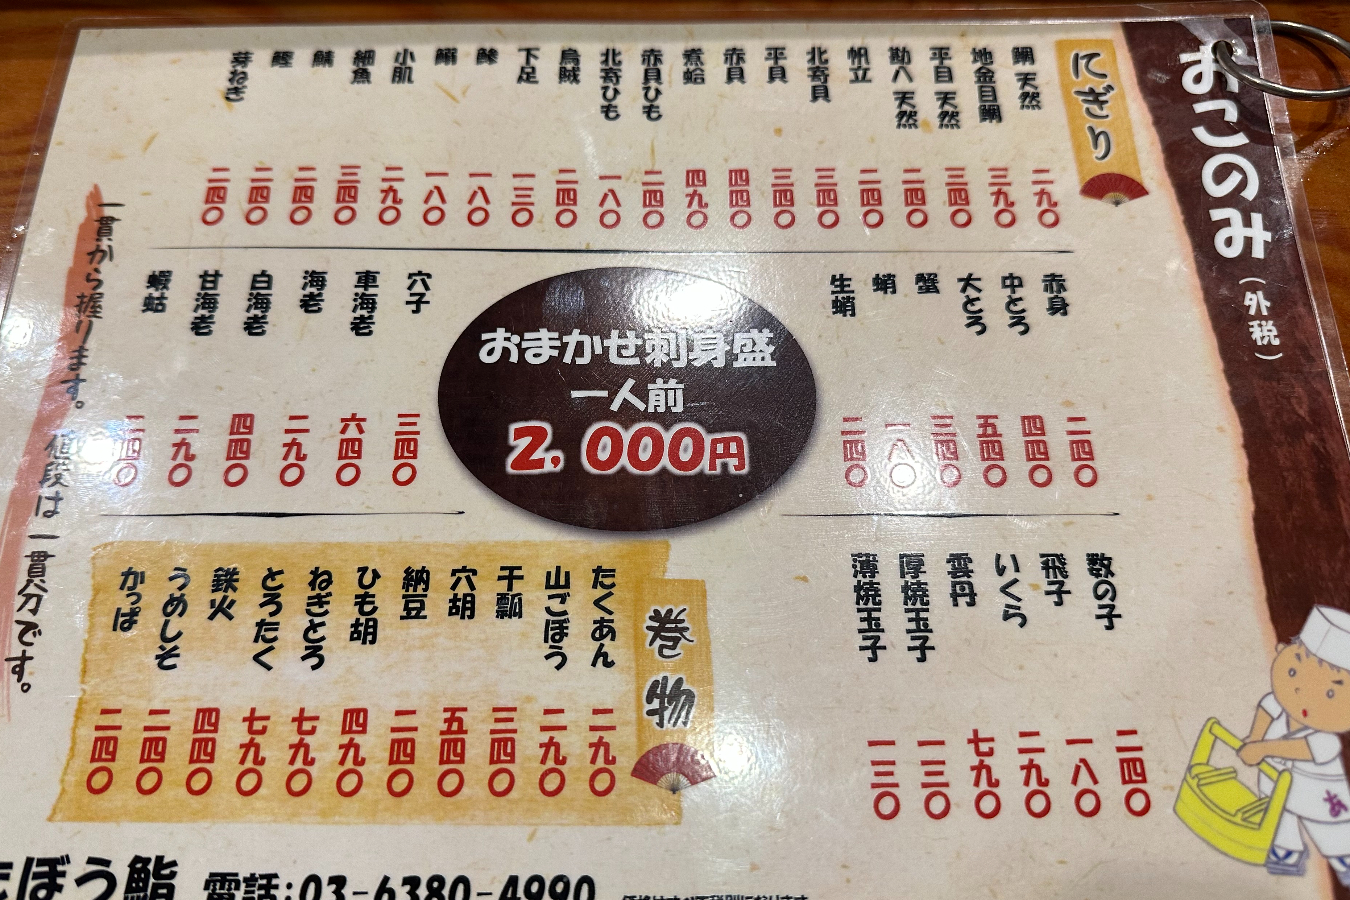 おこのみ（外税）
にぎり
鯛 天然 二九〇
地金目鯛 三九〇
平目 天然 三四〇
勘八 天然 二四〇
帆立 二四〇
北寄貝 三四〇
平貝 三四〇
赤貝 四四〇
煮蛤 四九〇
赤貝ひも 二四〇
北寄ひも 一八〇
烏賊 二四〇
下足 一三〇
鯵 一八〇
鰯 一八〇
小肌 二九〇
細魚 三四〇
鯖 二四〇
鰹 二四〇
芽ねぎ 二四〇
赤身 二四〇
中とろ 四四〇
大とろ 五四〇
蟹 三四〇
蛸 一八〇
生蛸 二四〇
おまかせ刺身盛
一人前
2,000円
穴子 三四〇
車海老 六四〇
海老 二九〇
白海老 四四〇
甘海老 二九〇
蝦蛄 二四〇
数の子 二四〇
飛子 一八〇
いくら 二九〇
雲丹 七九〇
厚焼玉子 一三〇
薄焼玉子 一三〇
巻物
たくあん 二九〇
山ごぼう 二九〇
干瓢 三四〇
穴胡 五四〇
納豆 二四〇
ひも胡 四九〇
ねぎとろ 七九〇
とろたく 七九〇
鉄火 四四〇
うめしそ 二四〇
かっぱ 二四〇
一貫から握ります。値段は一貫分です。
ぼう鮨 電話:03-6380-4990
あ